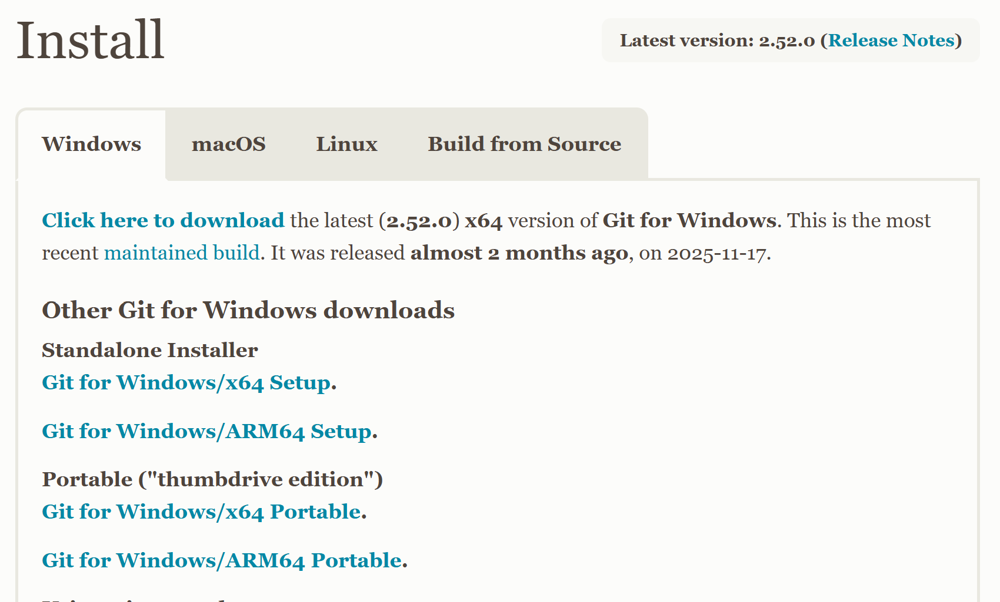 Install
Latest version: 2.52.0 (Release Notes)
Windows
macOS
Linux
Build from Source
Click here to download the latest (2.52.0) x64 version of Git for Windows. This is the most
recent maintained build. It was released almost 2 months ago, on 2025-11-17.
Other Git for Windows downloads
Standalone Installer
Git for Windows/x64 Setup.
Git for Windows/ARM64 Setup.
Portable ("thumbdrive edition")
Git for Windows/x64 Portable.
Git for Windows/ARM64 Portable.